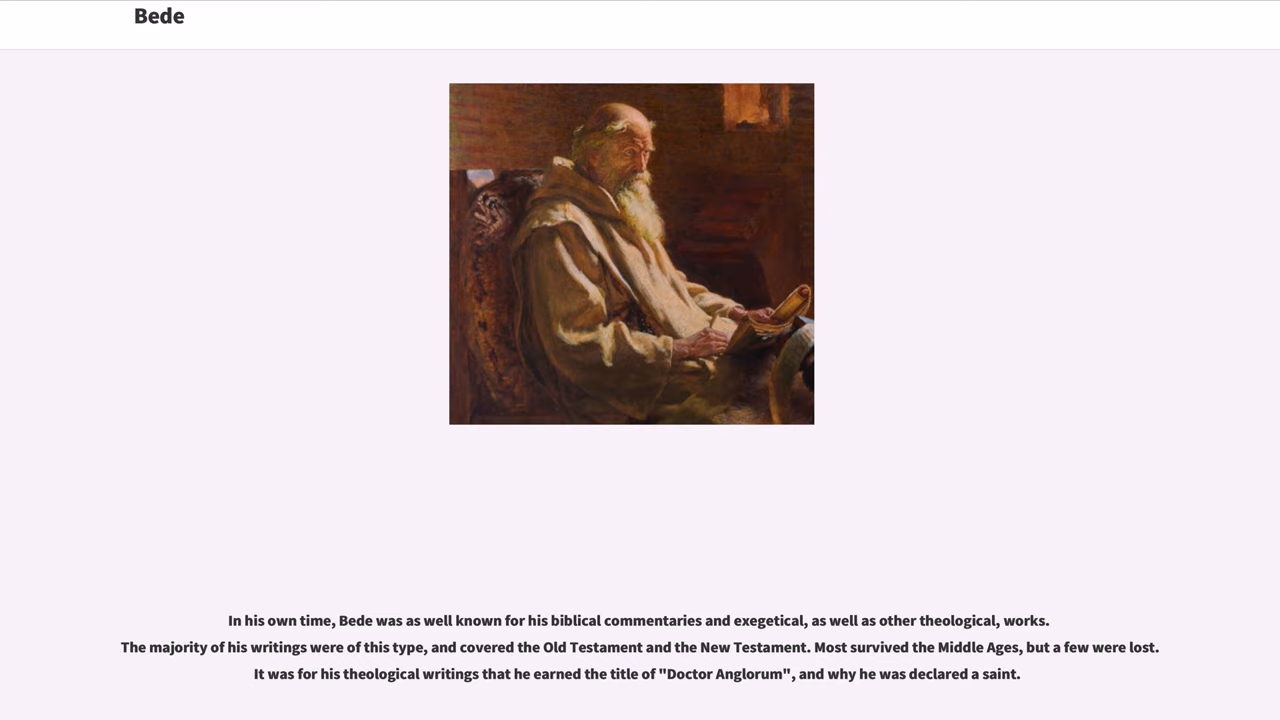 Bede
In his own time, Bede was as well known for his biblical commentaries and exegetical, as well as other theological, works.
The majority of his writings were of this type, and covered the Old Testament and the New Testament. Most survived the Middle Ages, but a few were lost.
It was for his theological writings that he earned the title of "Doctor Anglorum", and why he was declared a saint.